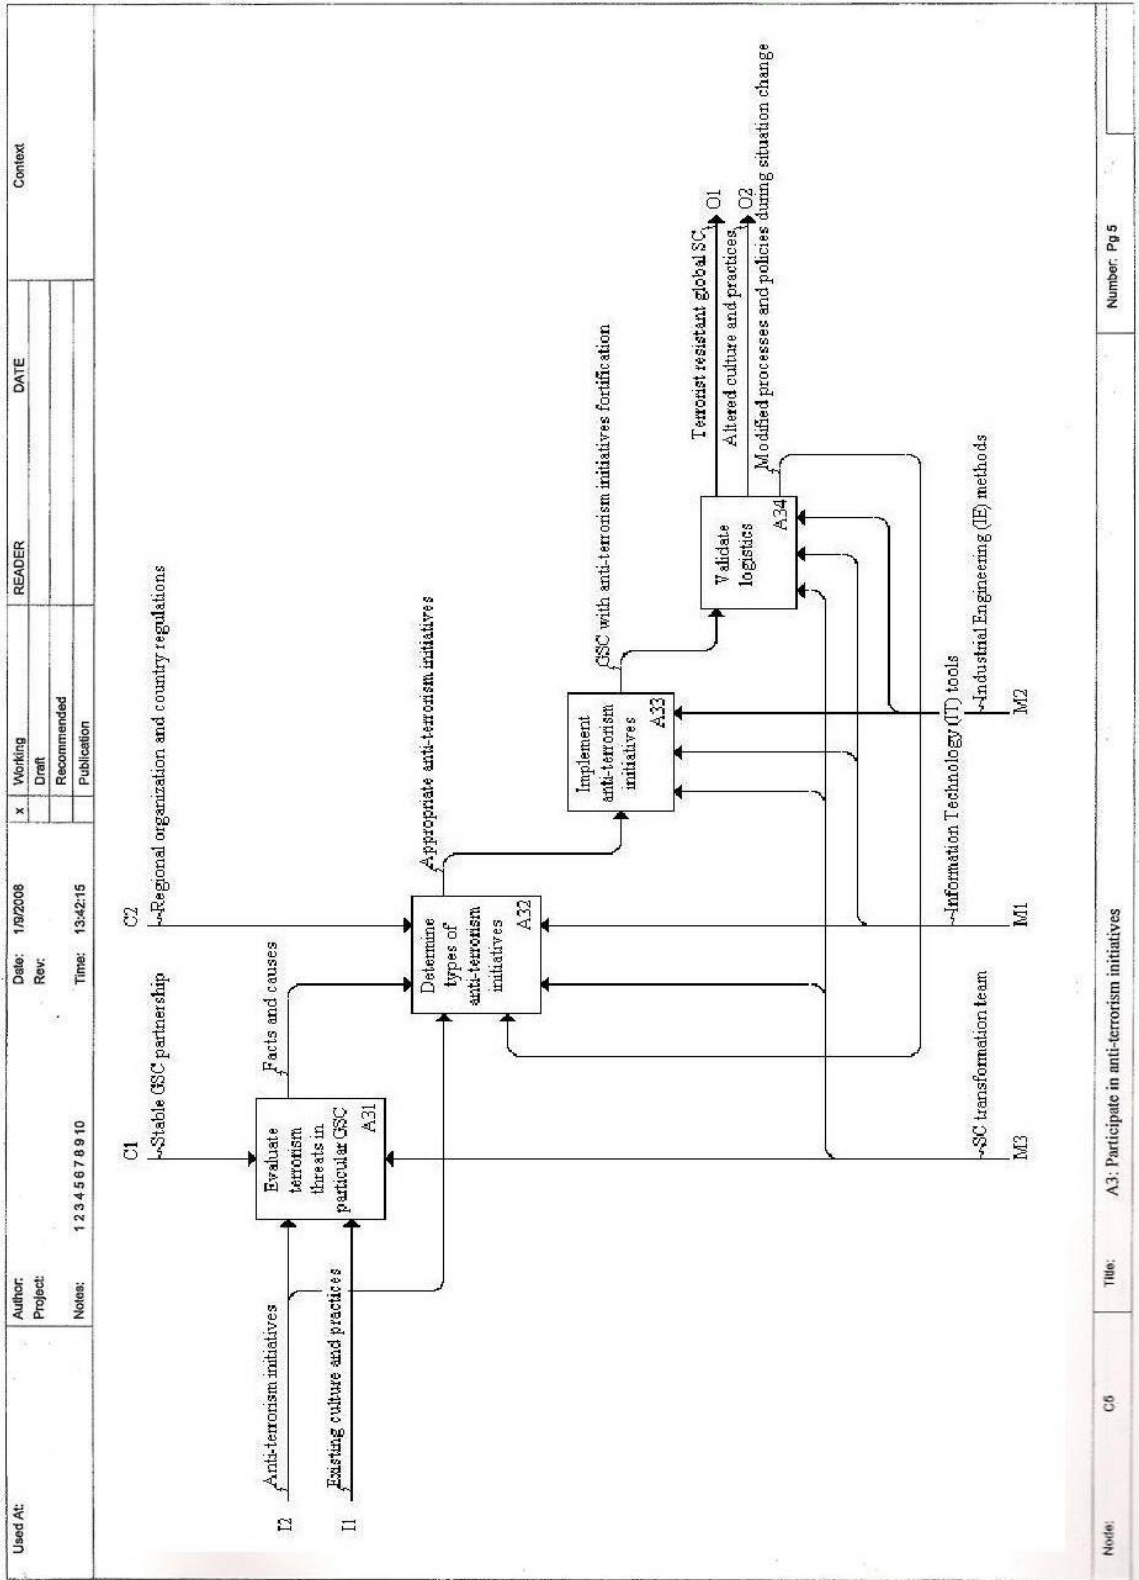 Used At:
Author:
Project:
Notes: 1 2 3 4 5 6 7 8 9 10
Date: 1/9/2008
Rev:
Time: 13:42:15
x Working
Draft
Recommended
Publication
READER
DATE
Context
C1
Stable GSC partnership
C2
Regional organization and country regulations
I2
Anti-terrorism initiatives
I1
Existing culture and practices
Evaluate
terrorism
threats in
particular GSC
A31
Facts and causes
Determine
types of
anti-terrorism
initiatives
A32
Appropriate anti-terrorism initiatives
Implement
anti-terrorism
initiatives
A33
GSC with anti-terrorism initiatives fortification
Validate
logistics
A34
Terrorist resistant global SC
O1
Altered culture and practices
O2
Modified processes and policies during situation change
SC transformation team
M3
Information Technology (IT) tools
M1
Industrial Engineering (IE) methods
M2
Node:
C6
Title:
A3: Participate in anti-terrorism initiatives
Number: Pg 5